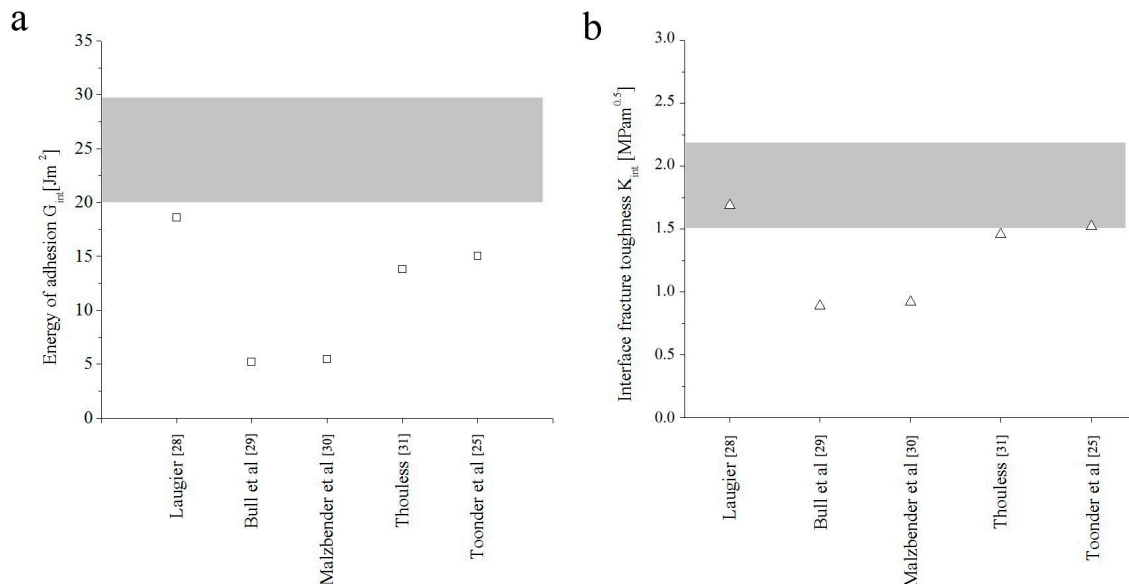 a
35
30
25
20
15
10
5
0
Energy of adhesion G_int [Jm^2]
Laugier [28]
Bull et al [29]
Malzbender et al [30]
Thouless [31]
Toonder et al [25]
b
3.0
2.5
2.0
1.5
1.0
0.5
0.0
Interface fracture toughness K_int [MPam^0.5]
Laugier [28]
Bull et al [29]
Malzbender et al [30]
Thouless [31]
Toonder et al [25]